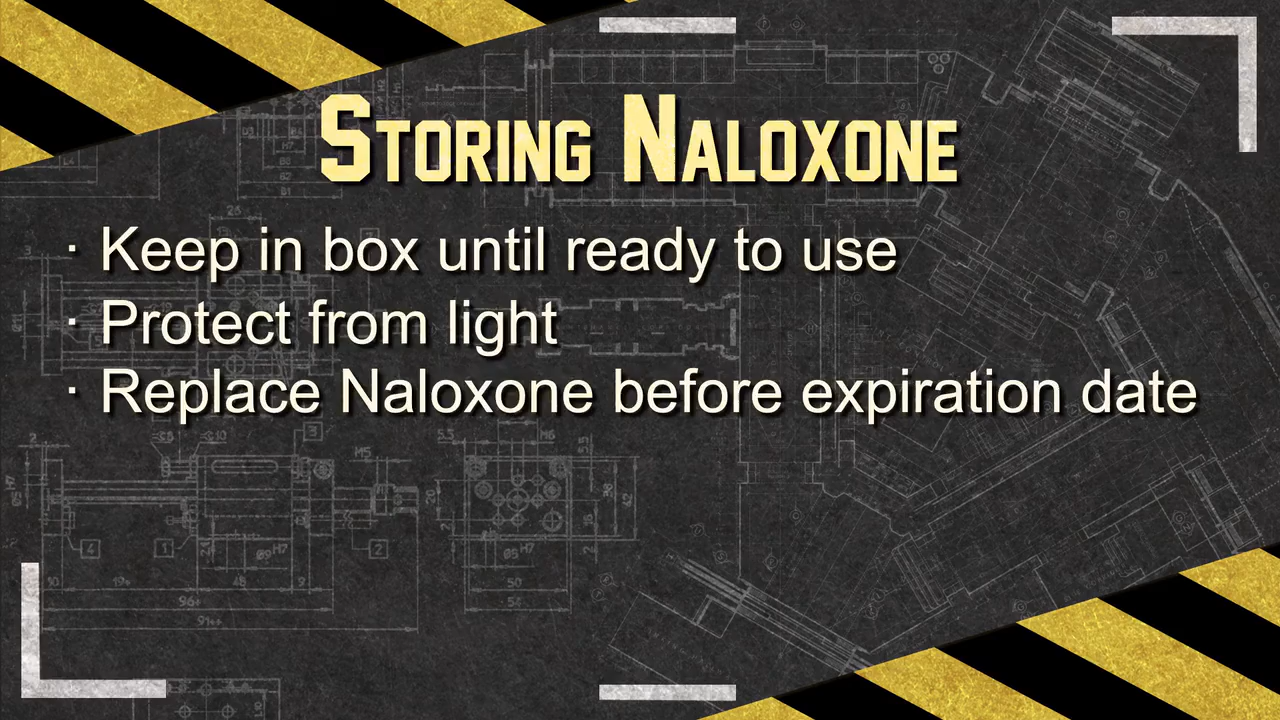 Storing Naloxone
· Keep in box until ready to use
· Protect from light
· Replace Naloxone before expiration date